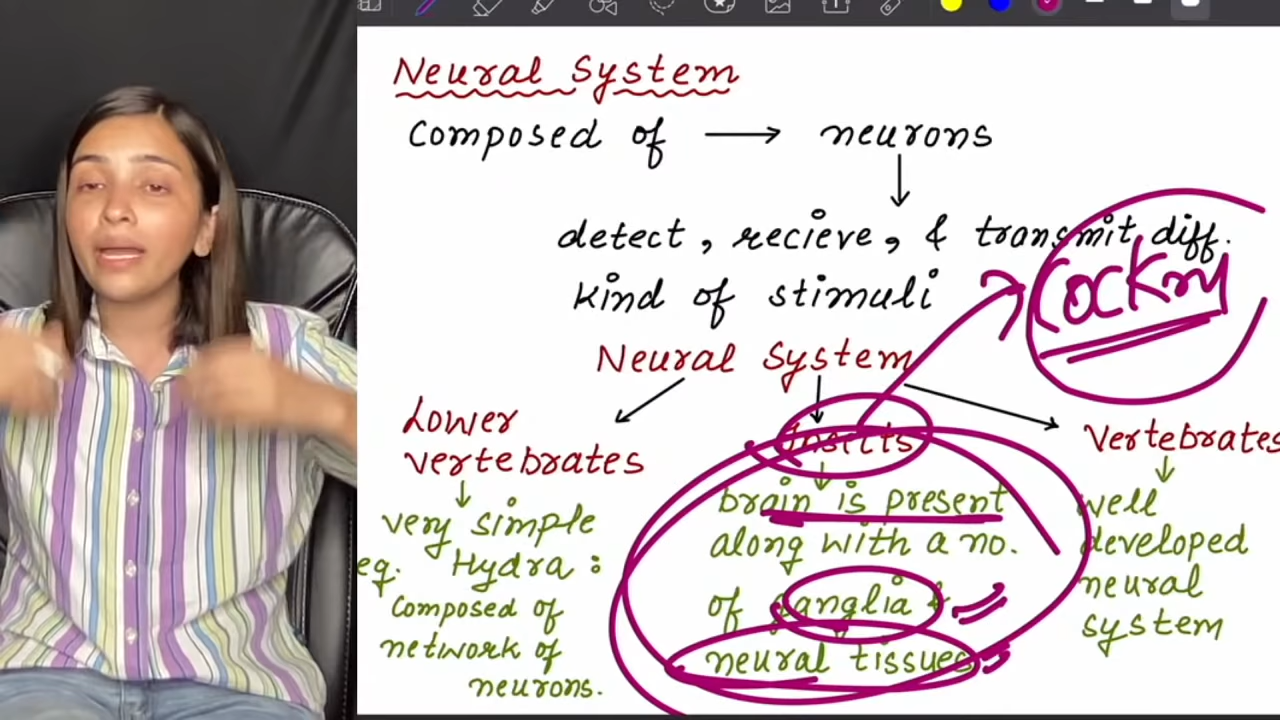 Neural System
Composed of → neurons
detect, recieve, & transmit diff.
kind of stimuli
Cockry
Neural System
Lower
vertebrates
very simple
eg. Hydra :
Composed of
network of
neurons.
Insects
brain is present
along with a no.
of ganglia &
neural tissues
Vertebrates
well
developed
neural
system